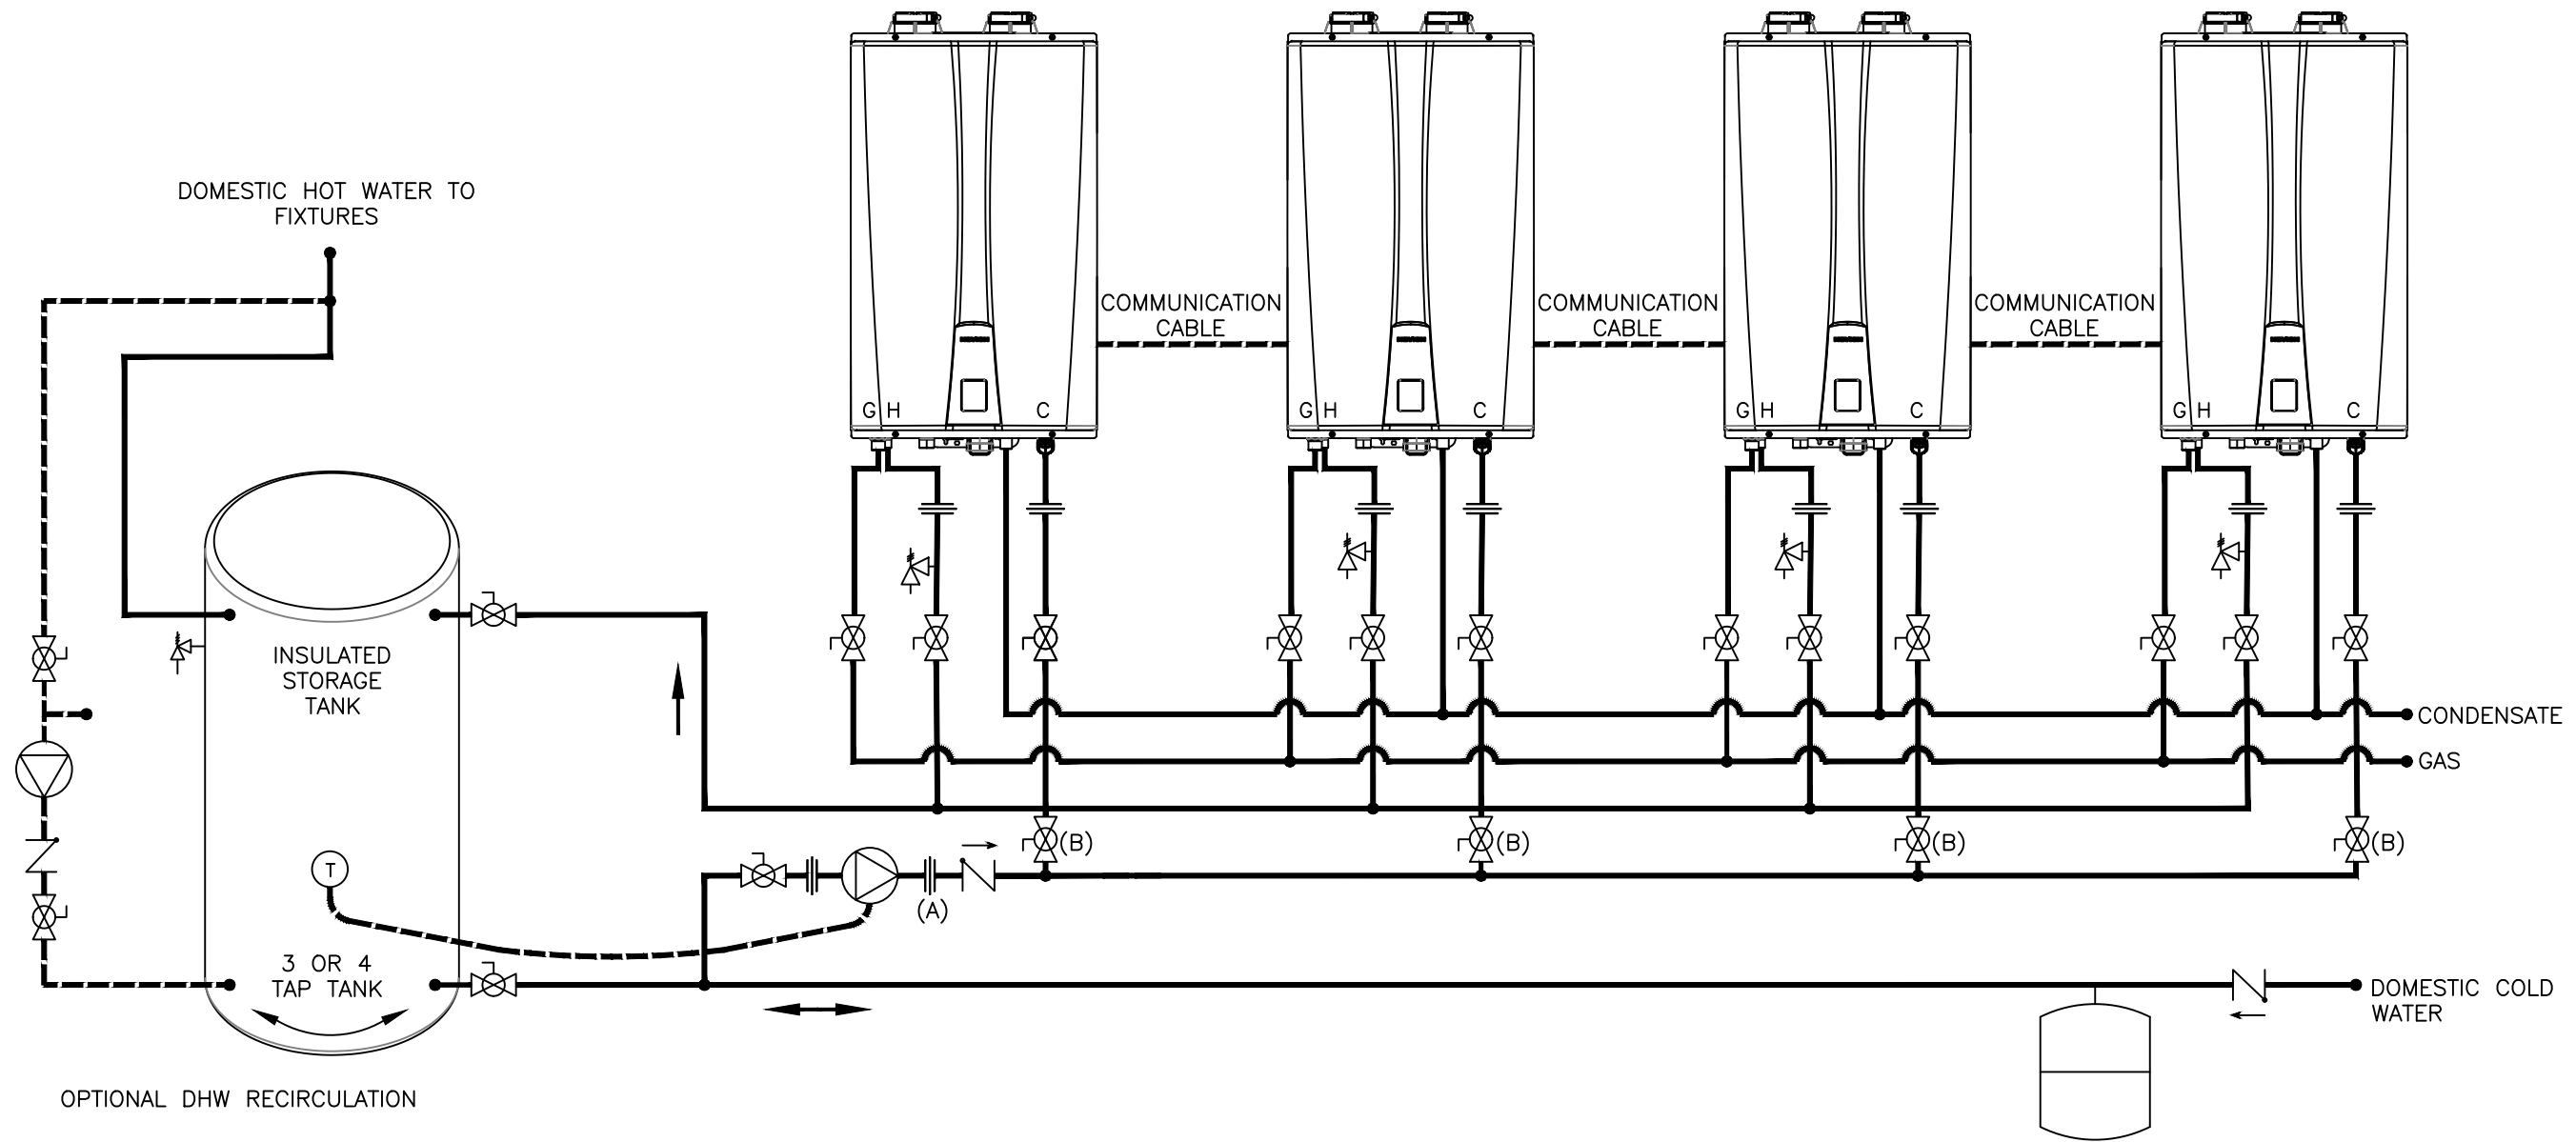 DOMESTIC HOT WATER TO
FIXTURES
COMMUNICATION
CABLE
COMMUNICATION
CABLE
COMMUNICATION
CABLE
G H C
G H C
G H C
G H C
INSULATED
STORAGE
TANK
CONDENSATE
GAS
(B)
(B)
(B)
(B)
T
(A)
3 OR 4
TAP TANK
DOMESTIC COLD
WATER
OPTIONAL DHW RECIRCULATION